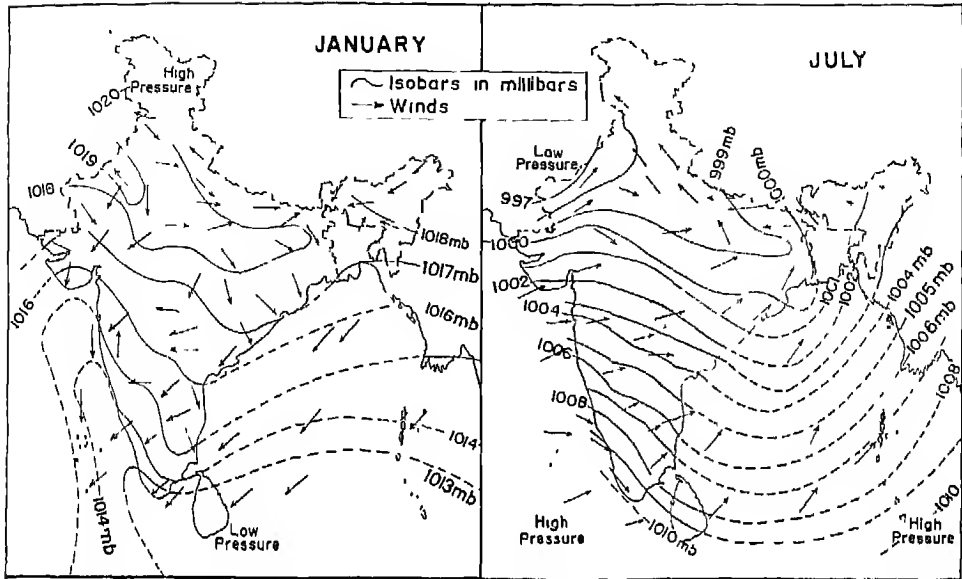 JANUARY
High
Pressure
1020
1019
1018
1016
Isobars in millibars
Winds
1018mb
1017mb
1016mb
1014
1013mb
1014mb
Low
Pressure
JULY
Low
Pressure
997
999mb
1000mb
1000
1002
1004
1006
1008
1001
1002
1004mb
1005mb
1006mb
1008
1010
1010mb
High
Pressure
High
Pressure